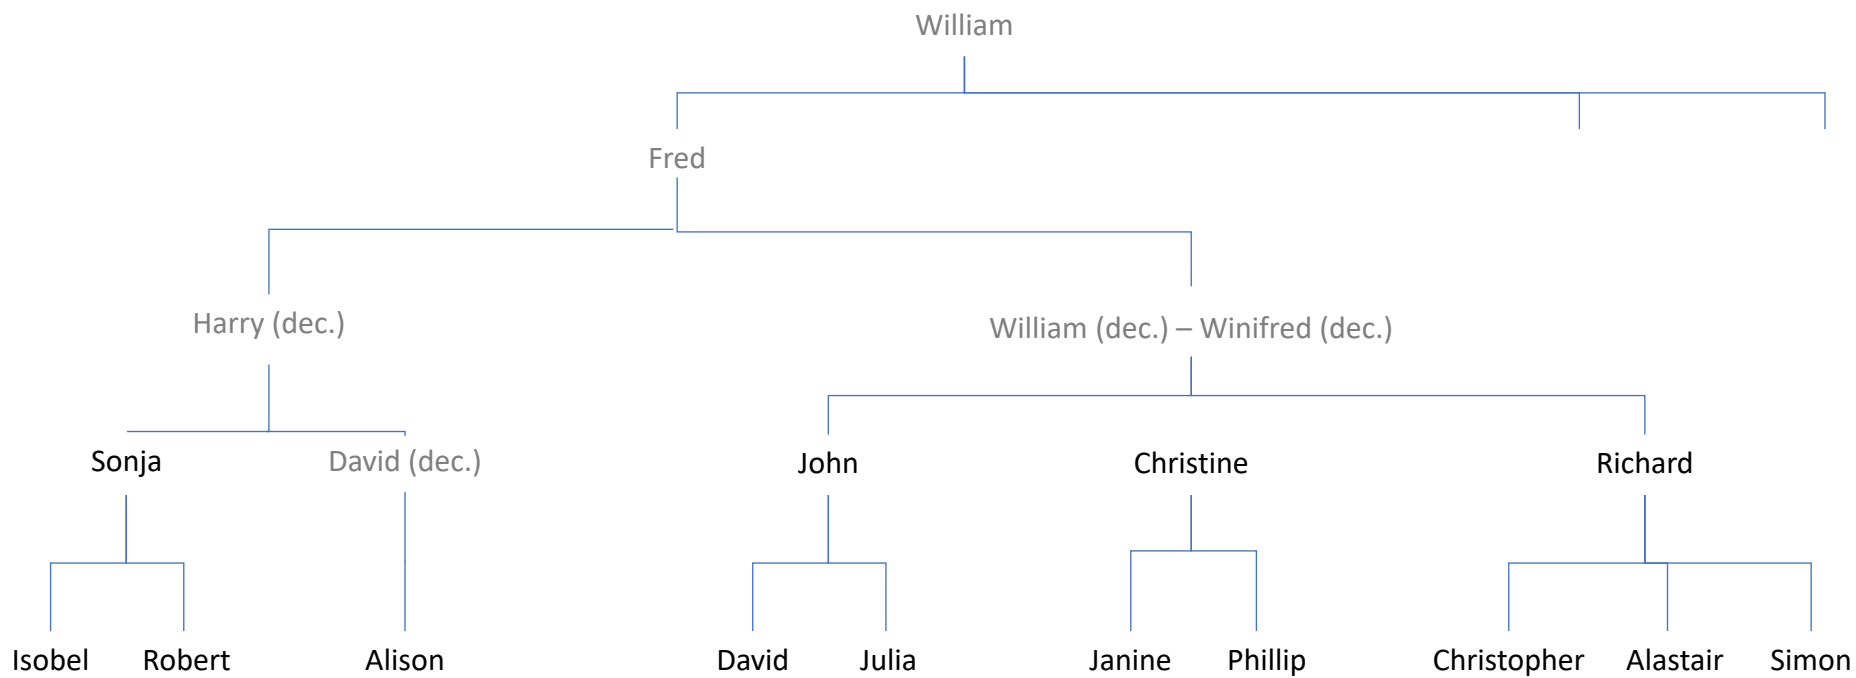 William
Fred
Harry (dec.)
William (dec.) – Winifred (dec.)
Sonja
David (dec.)
John
Christine
Richard
Isobel
Robert
Alison
David
Julia
Janine
Phillip
Christopher
Alastair
Simon